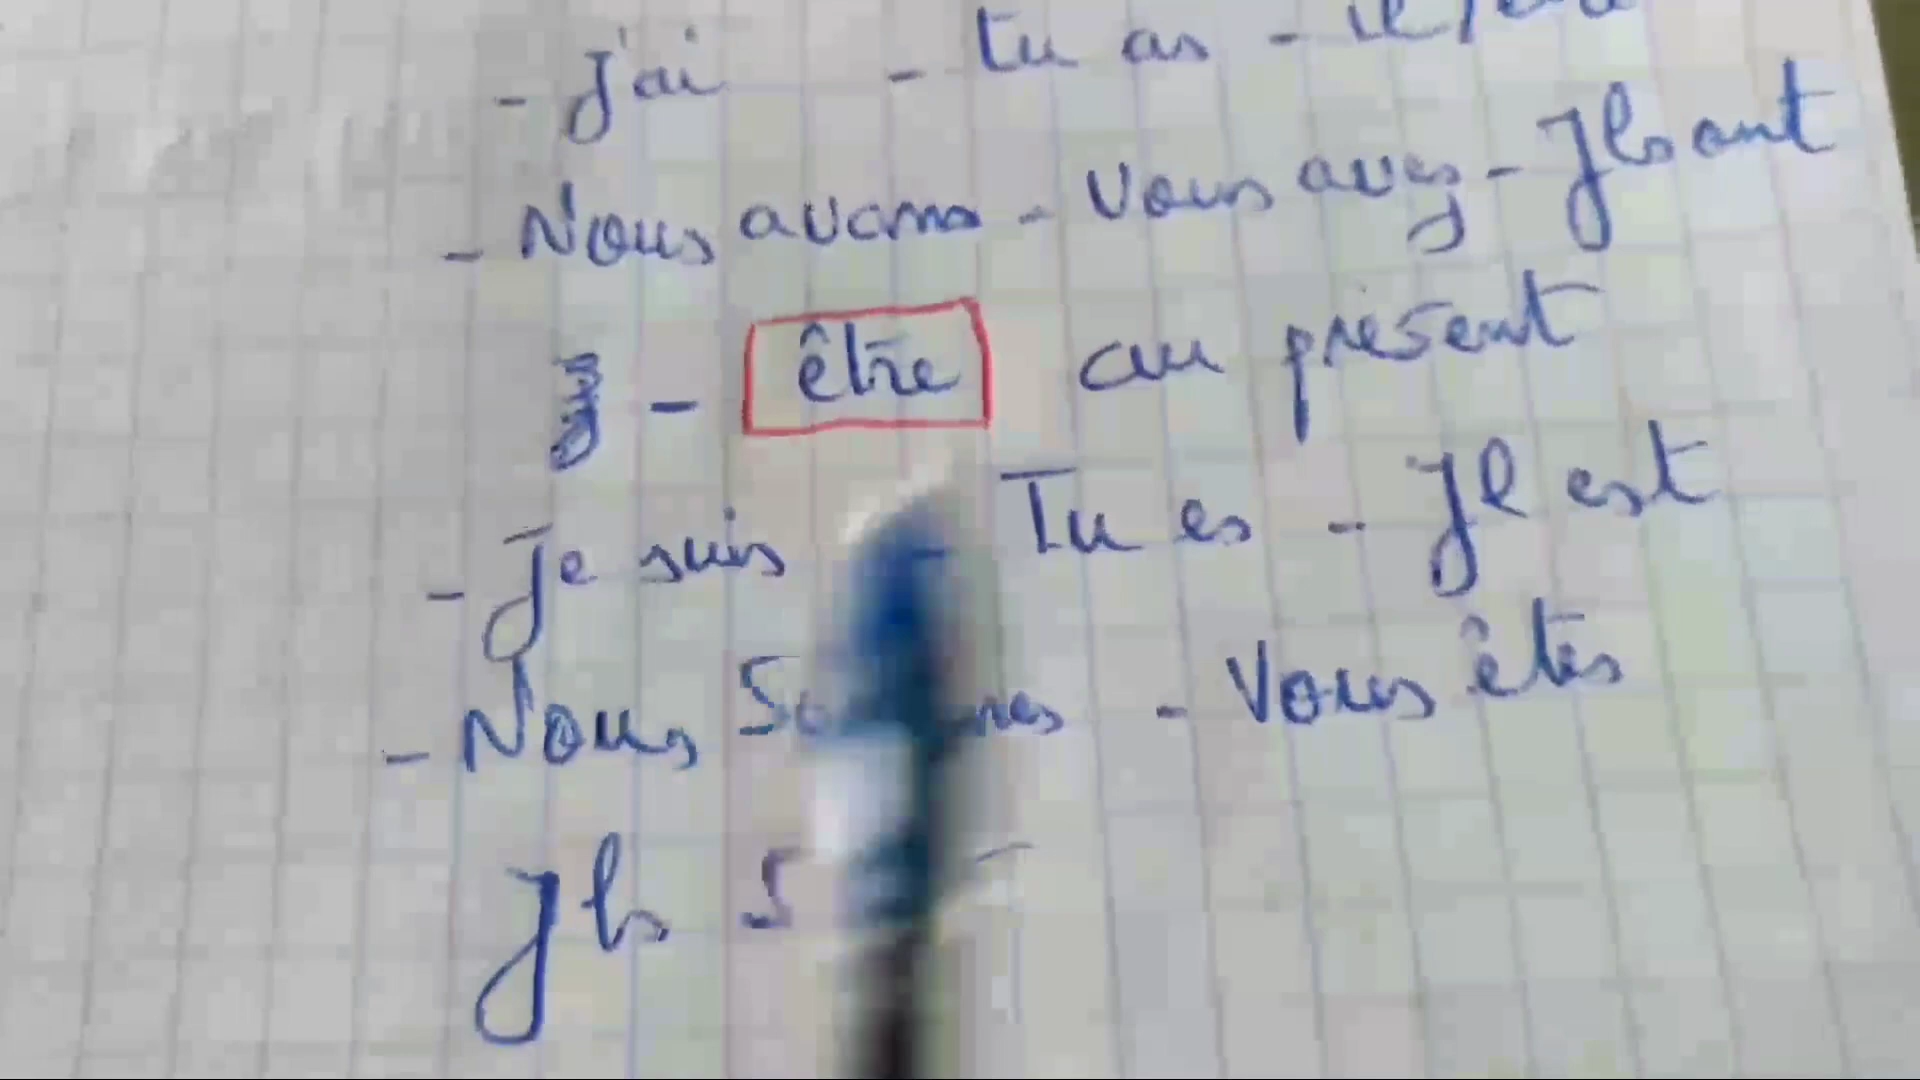 - J'ai - tu as -
- Nous avons - Vous avez - Ils ont
- être au présent
- Je suis - Tu es - Il est
- Nous - Vous êtes
Ils